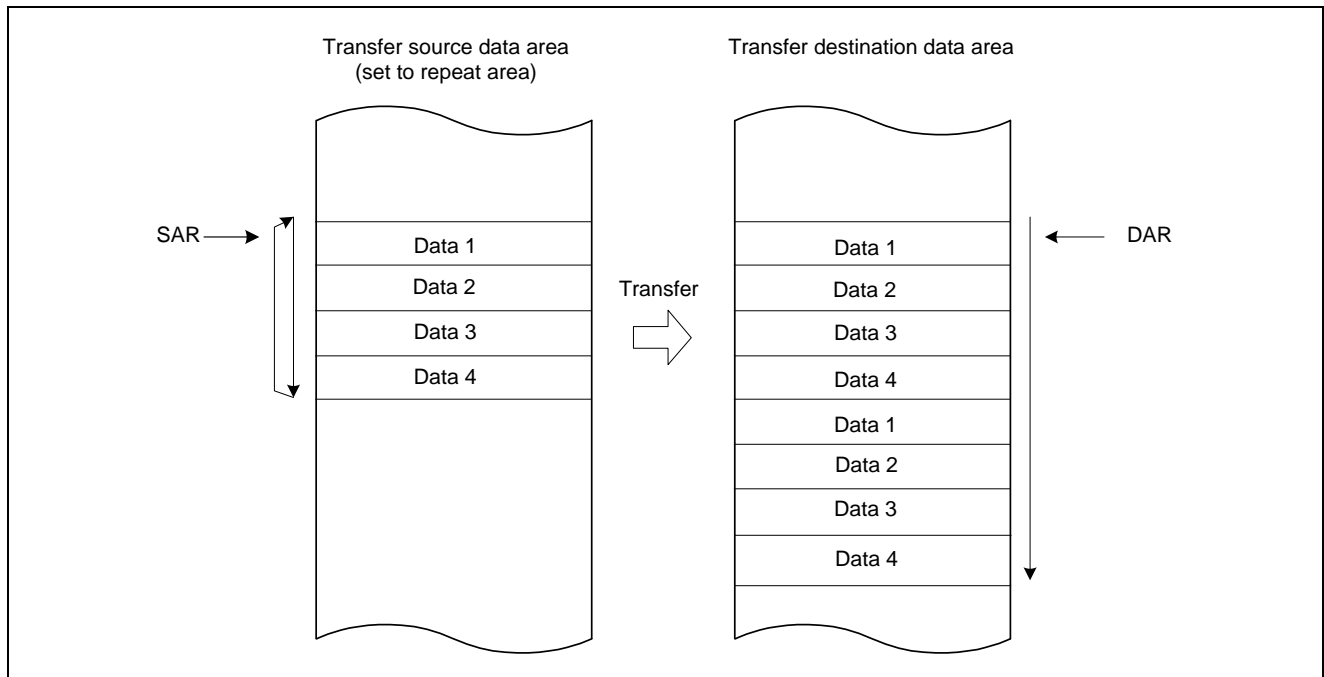 Transfer source data area
(set to repeat area)
Transfer destination data area
SAR
Data 1
Data 2
Data 3
Data 4
Transfer
Data 1
Data 2
Data 3
Data 4
Data 1
Data 2
Data 3
Data 4
DAR